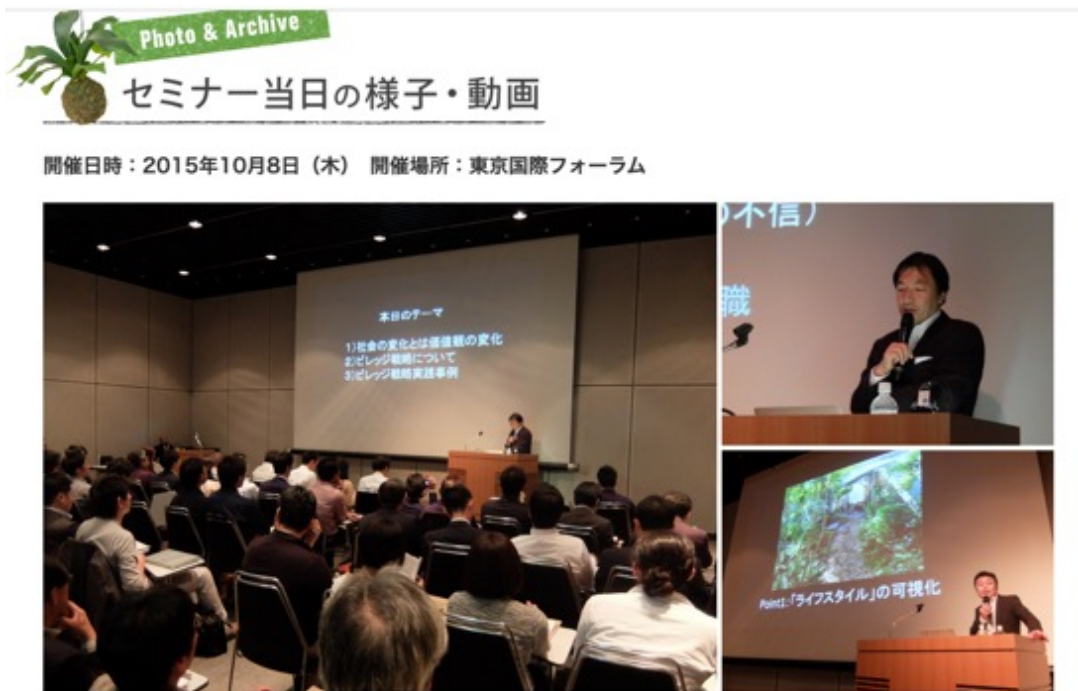 Photo & Archive
セミナー当日の様子・動画
開催日時：2015年10月8日（木） 開催場所：東京国際フォーラム
本日のテーマ
1)社会の変化とは価値観の変化
2)ビレッジ戦略について
3)ビレッジ戦略実践事例
の不信）
職
Point1:「ライフスタイル」の可視化